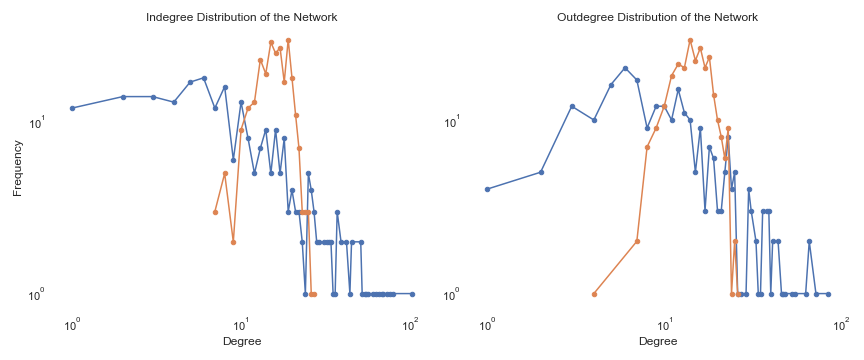 Indegree Distribution of the Network
Frequency
10¹
10⁰
10⁰
10¹
10²
Degree
Outdegree Distribution of the Network
10¹
10⁰
10⁰
10¹
10²
Degree